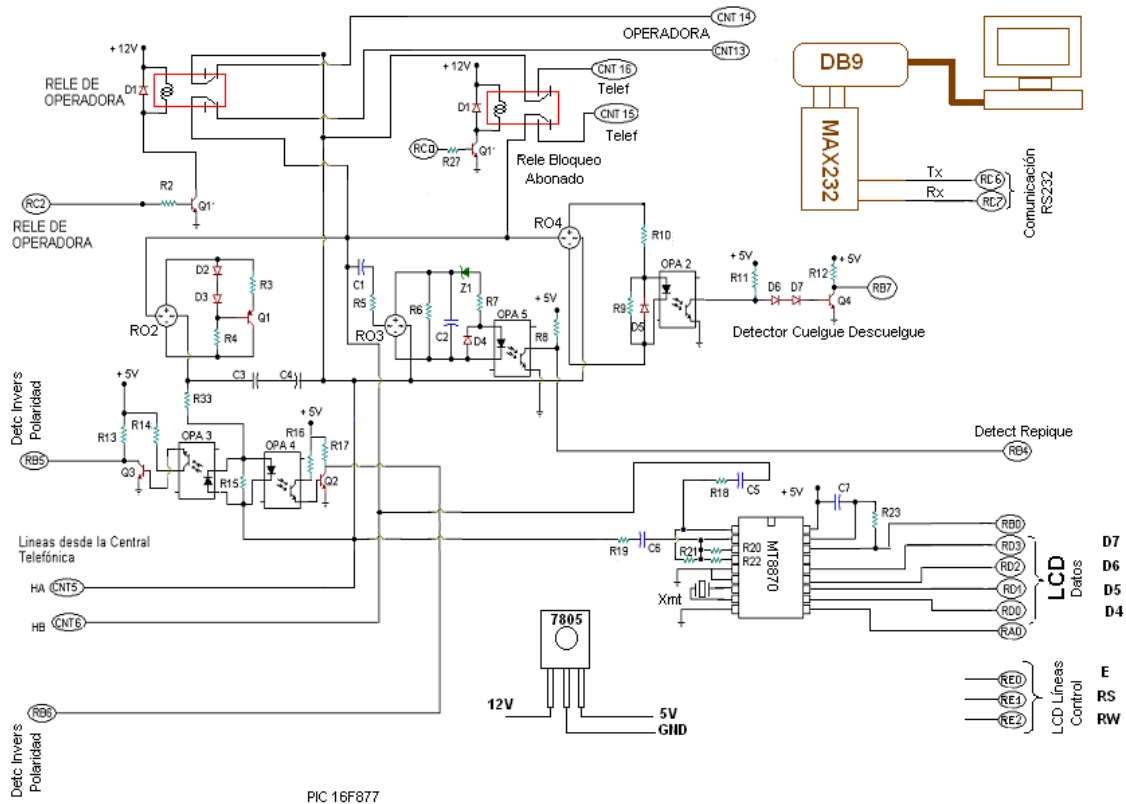 CNT 14
OPERADORA
CNT13
+ 12V
RELE DE
OPERADORA
D1
R2
Q1'
RC2
RELE DE
OPERADORA
+ 12V
D1
Q1'
R27
CNT 16
Telef
CNT 15
Telef
Rele Bloqueo
Abonado
DB9
MAX232
Tx
Rx
RC7
Comunicación
RS232
D2
D3
R3
R4
Q1
RO2
C1
R5
RO3
R6
C2
Z1
R7
D4
OPA 5
R8
+ 5V
RO4
R10
R9
D5
OPA 2
+ 5V
R11
D6
D7
+ 5V
R12
Q4
RB7
Detector Cuelgue Descuelgue
C3
C4
R33
Detc Invers
Polaridad
+ 5V
R13
R14
RB5
Q3
OPA 3
R15
OPA 4
+ 5V
R16
R17
Q2
Detect Repique
RB4
Lineas desde la Central
Telefónica
HA
CNT5
HB
CNT6
R18
C5
R19
C6
R20
R21
R22
Xmt
MT8870
+ 5V
C7
R23
RB0
RD3
RD2
RD1
RD0
RA0
LCD
Datos
D7
D6
D5
D4
7805
12V
5V
GND
RE0
RE1
RE2
LCD Líneas
Control
E
RS
RW
RB6
Detc Invers
Polaridad
PIC 16F877